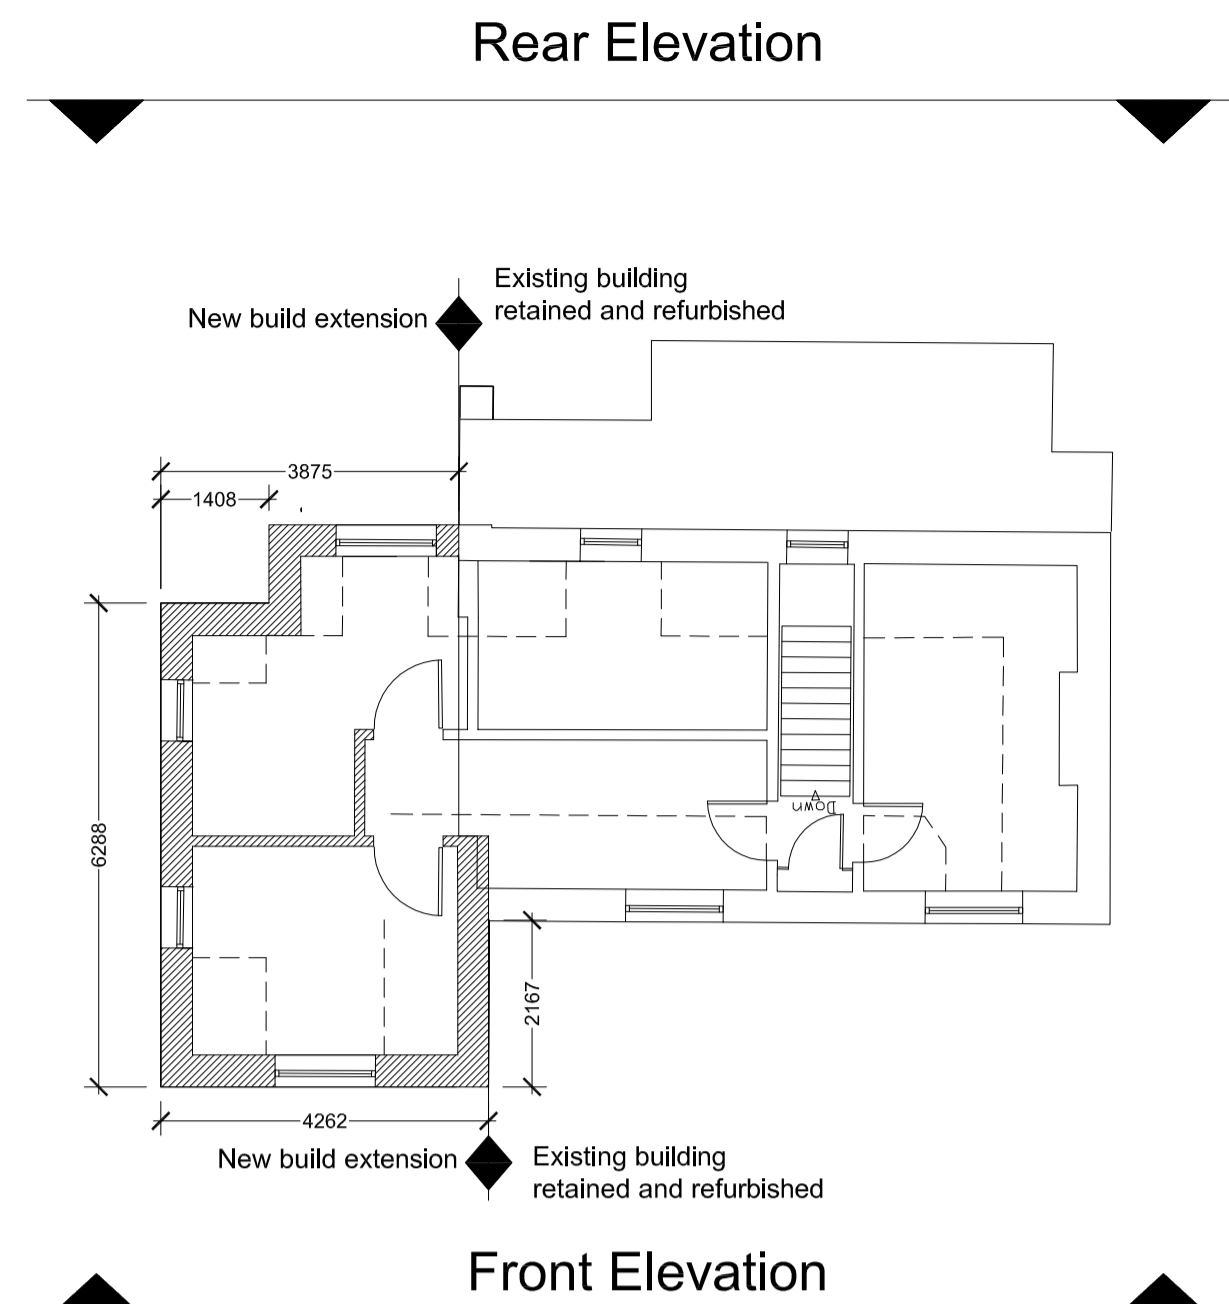 Rear Elevation
Existing building
retained and refurbished
New build extension
3875
1408
Down
6288
2167
4262
New build extension
Existing building
retained and refurbished
Front Elevation